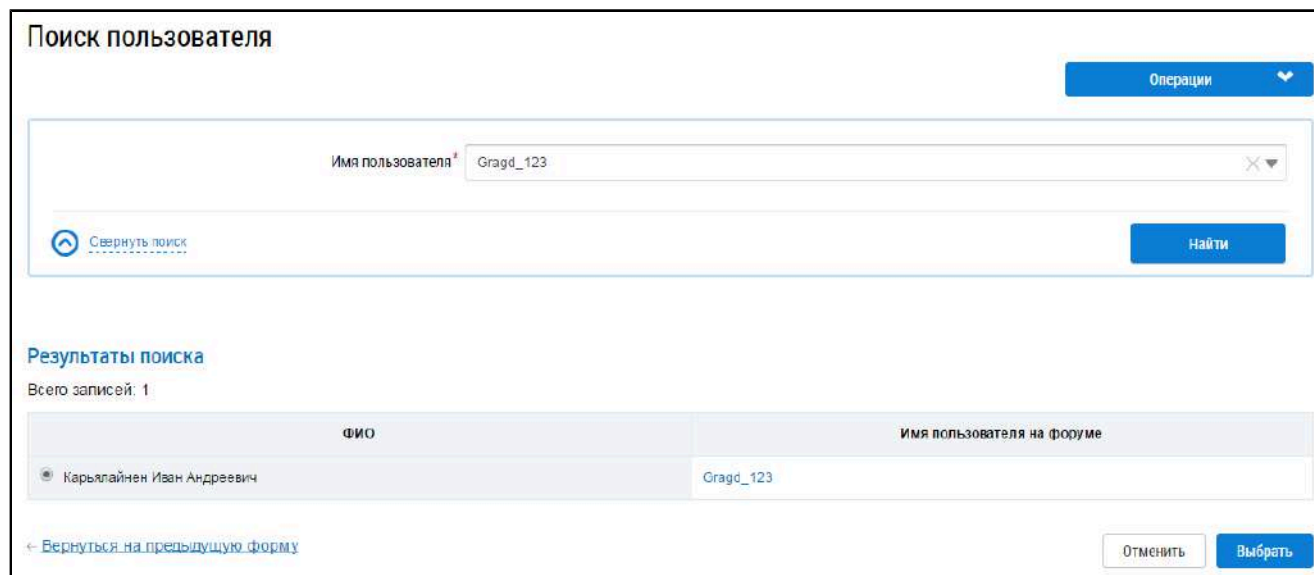 Поиск пользователя
Операции
Имя пользователя* Gragd_123
Свернуть поиск
Найти
Результаты поиска
Всего записей: 1
ФИО Имя пользователя на форуме
Карьялайнен Иван Андреевич Gragd_123
← Вернуться на предыдущую форму
Отменить Выбрать